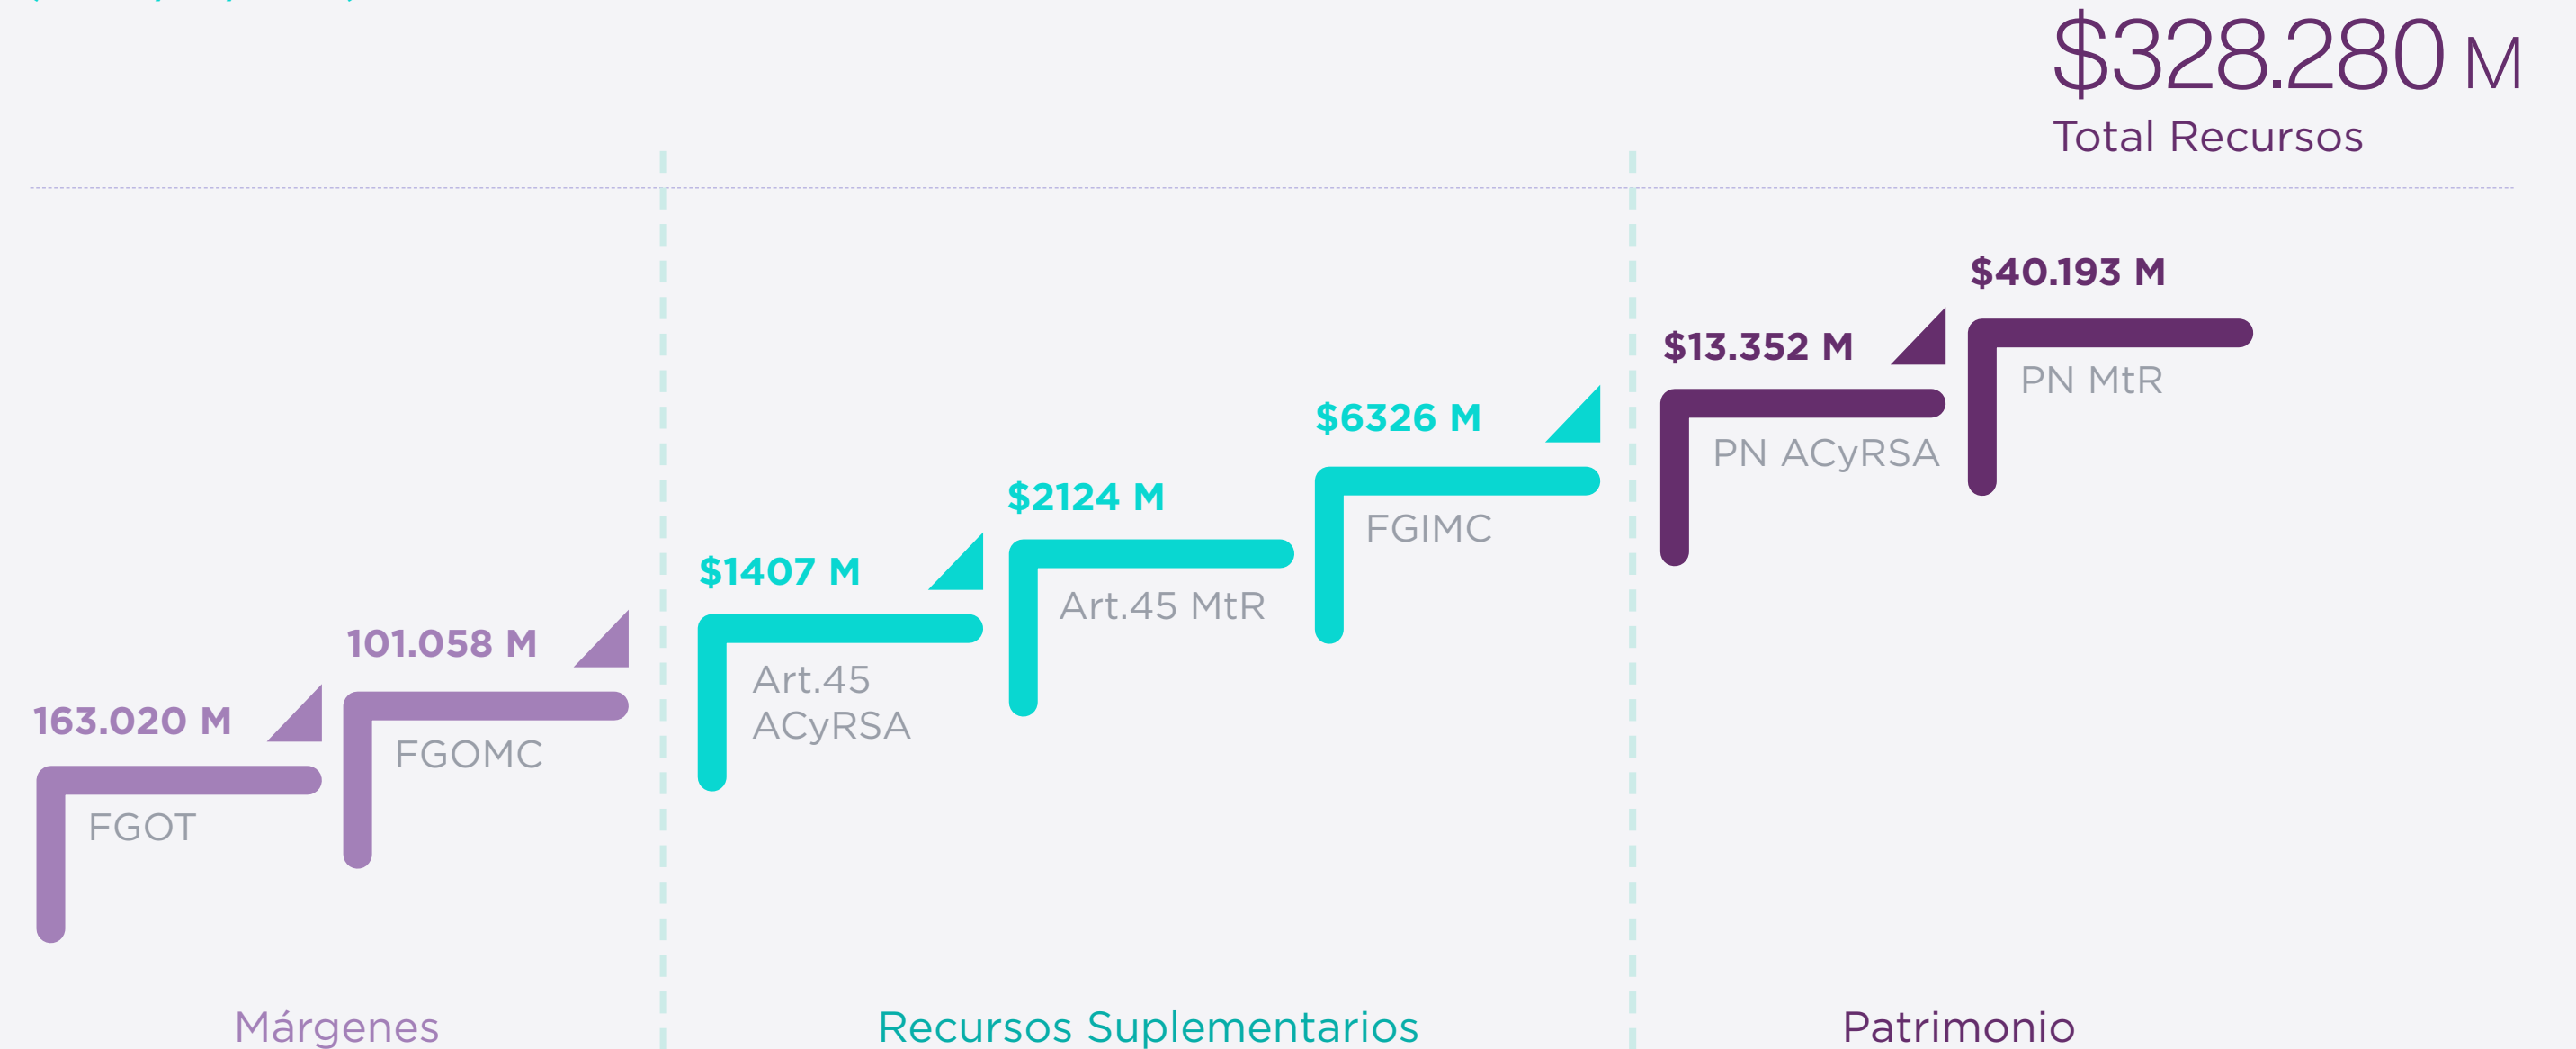 $328.280 M
Total Recursos
$40.193 M
PN MtR
$13.352 M
PN ACyRSA
$6326 M
FGIMC
$2124 M
Art.45 MtR
$1407 M
Art.45
ACyRSA
101.058 M
FGOMC
163.020 M
FGOT
Márgenes
Recursos Suplementarios
Patrimonio